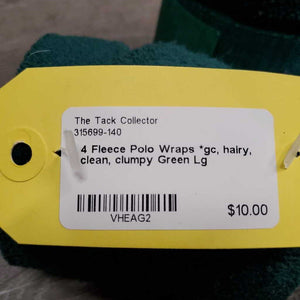 The Tack Collector
315699-140
4 Fleece Polo Wraps *gc, hairy,
clean, clumpy Green Lg
VHEAG2
$10.00